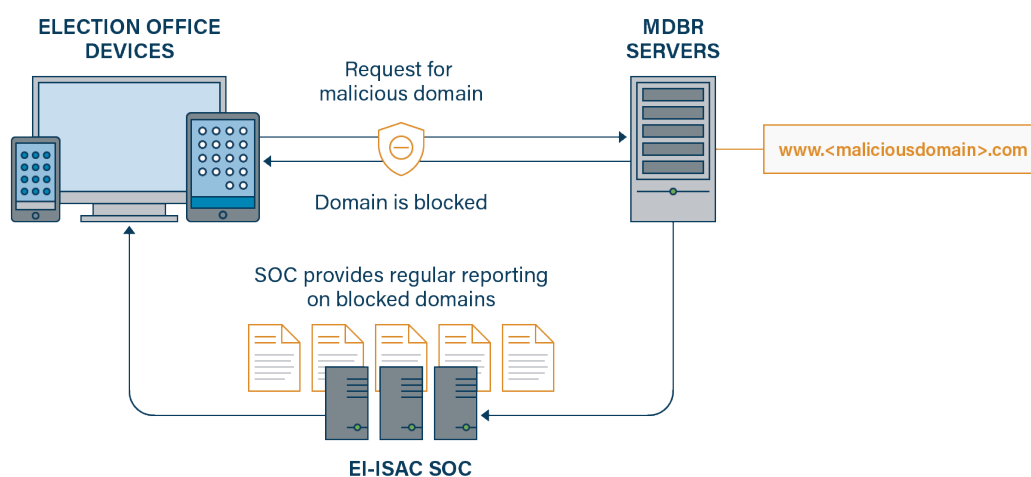 ELECTION OFFICE
DEVICES
MDBR
SERVERS
Request for
malicious domain
www.<maliciousdomain>.com
Domain is blocked
SOC provides regular reporting
on blocked domains
EI-ISAC SOC